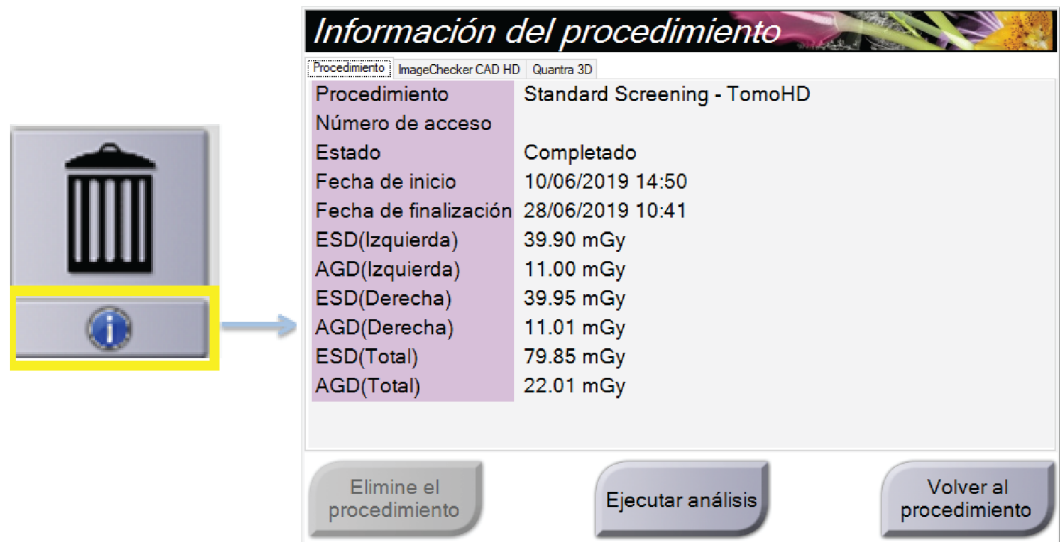 Información del procedimiento
Procedimiento ImageChecker CAD HD Quantra 3D
Procedimiento Standard Screening - TomoHD
Número de acceso
Estado Completado
Fecha de inicio 10/06/2019 14:50
Fecha de finalización 28/06/2019 10:41
ESD(Izquierda) 39.90 mGy
AGD(Izquierda) 11.00 mGy
ESD(Derecha) 39.95 mGy
AGD(Derecha) 11.01 mGy
ESD(Total) 79.85 mGy
AGD(Total) 22.01 mGy
Elimine el
procedimiento
Ejecutar análisis
Volver al
procedimiento